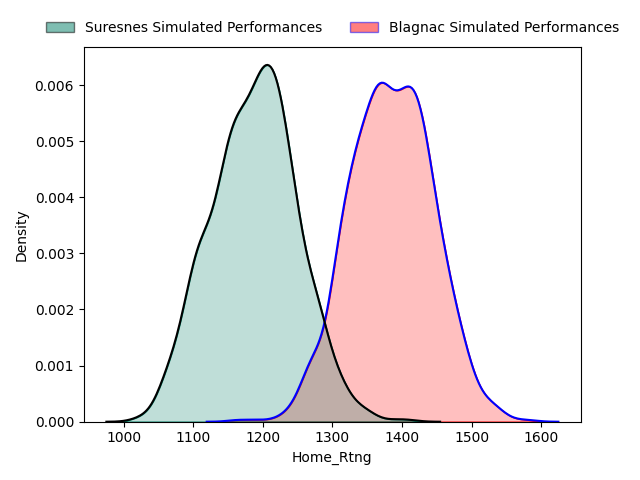 Suresnes Simulated Performances
Blagnac Simulated Performances
0.006
0.005
0.004
0.003
0.002
0.001
0.000
Density
1000 1100 1200 1300 1400 1500 1600
Home_Rtng